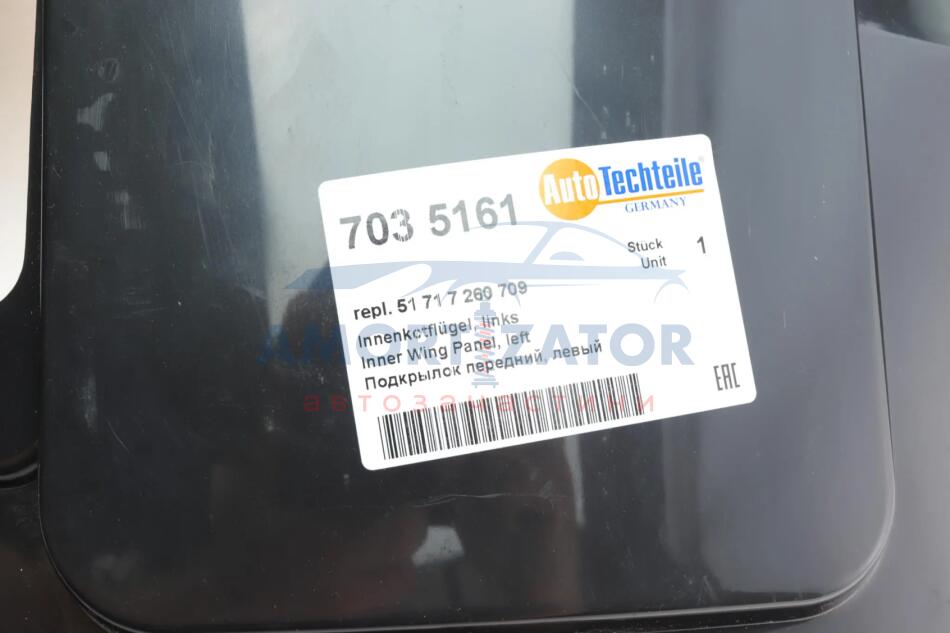 AutoTechteile®
GERMANY
703 5161
Stück 1
Unit
repl. 51 71 7 260 709
Innenkotflügel, links
Inner Wing Panel, left
Подкрылок передний, левый
EAC
AMORTIZATOR
автозапчастини